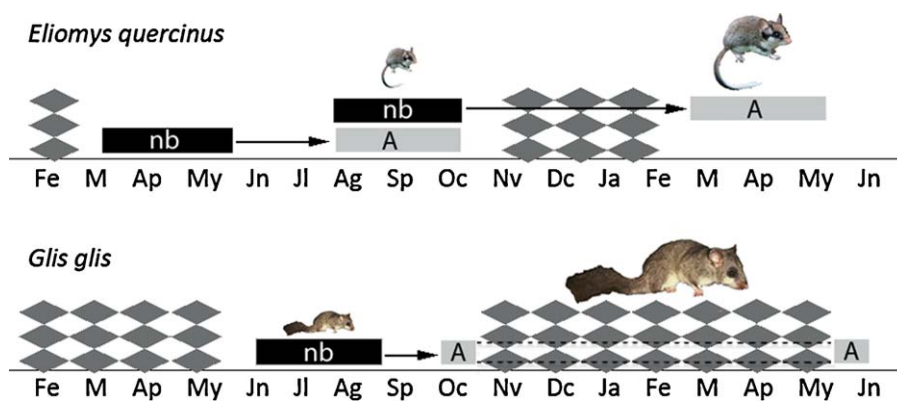 Eliomys quercinus
A
nb
nb
A
Fe M Ap My Jn Jl Ag Sp Oc Nv Dc Ja Fe M Ap My Jn
Glis glis
nb
A
A
Fe M Ap My Jn Jl Ag Sp Oc Nv Dc Ja Fe M Ap My Jn